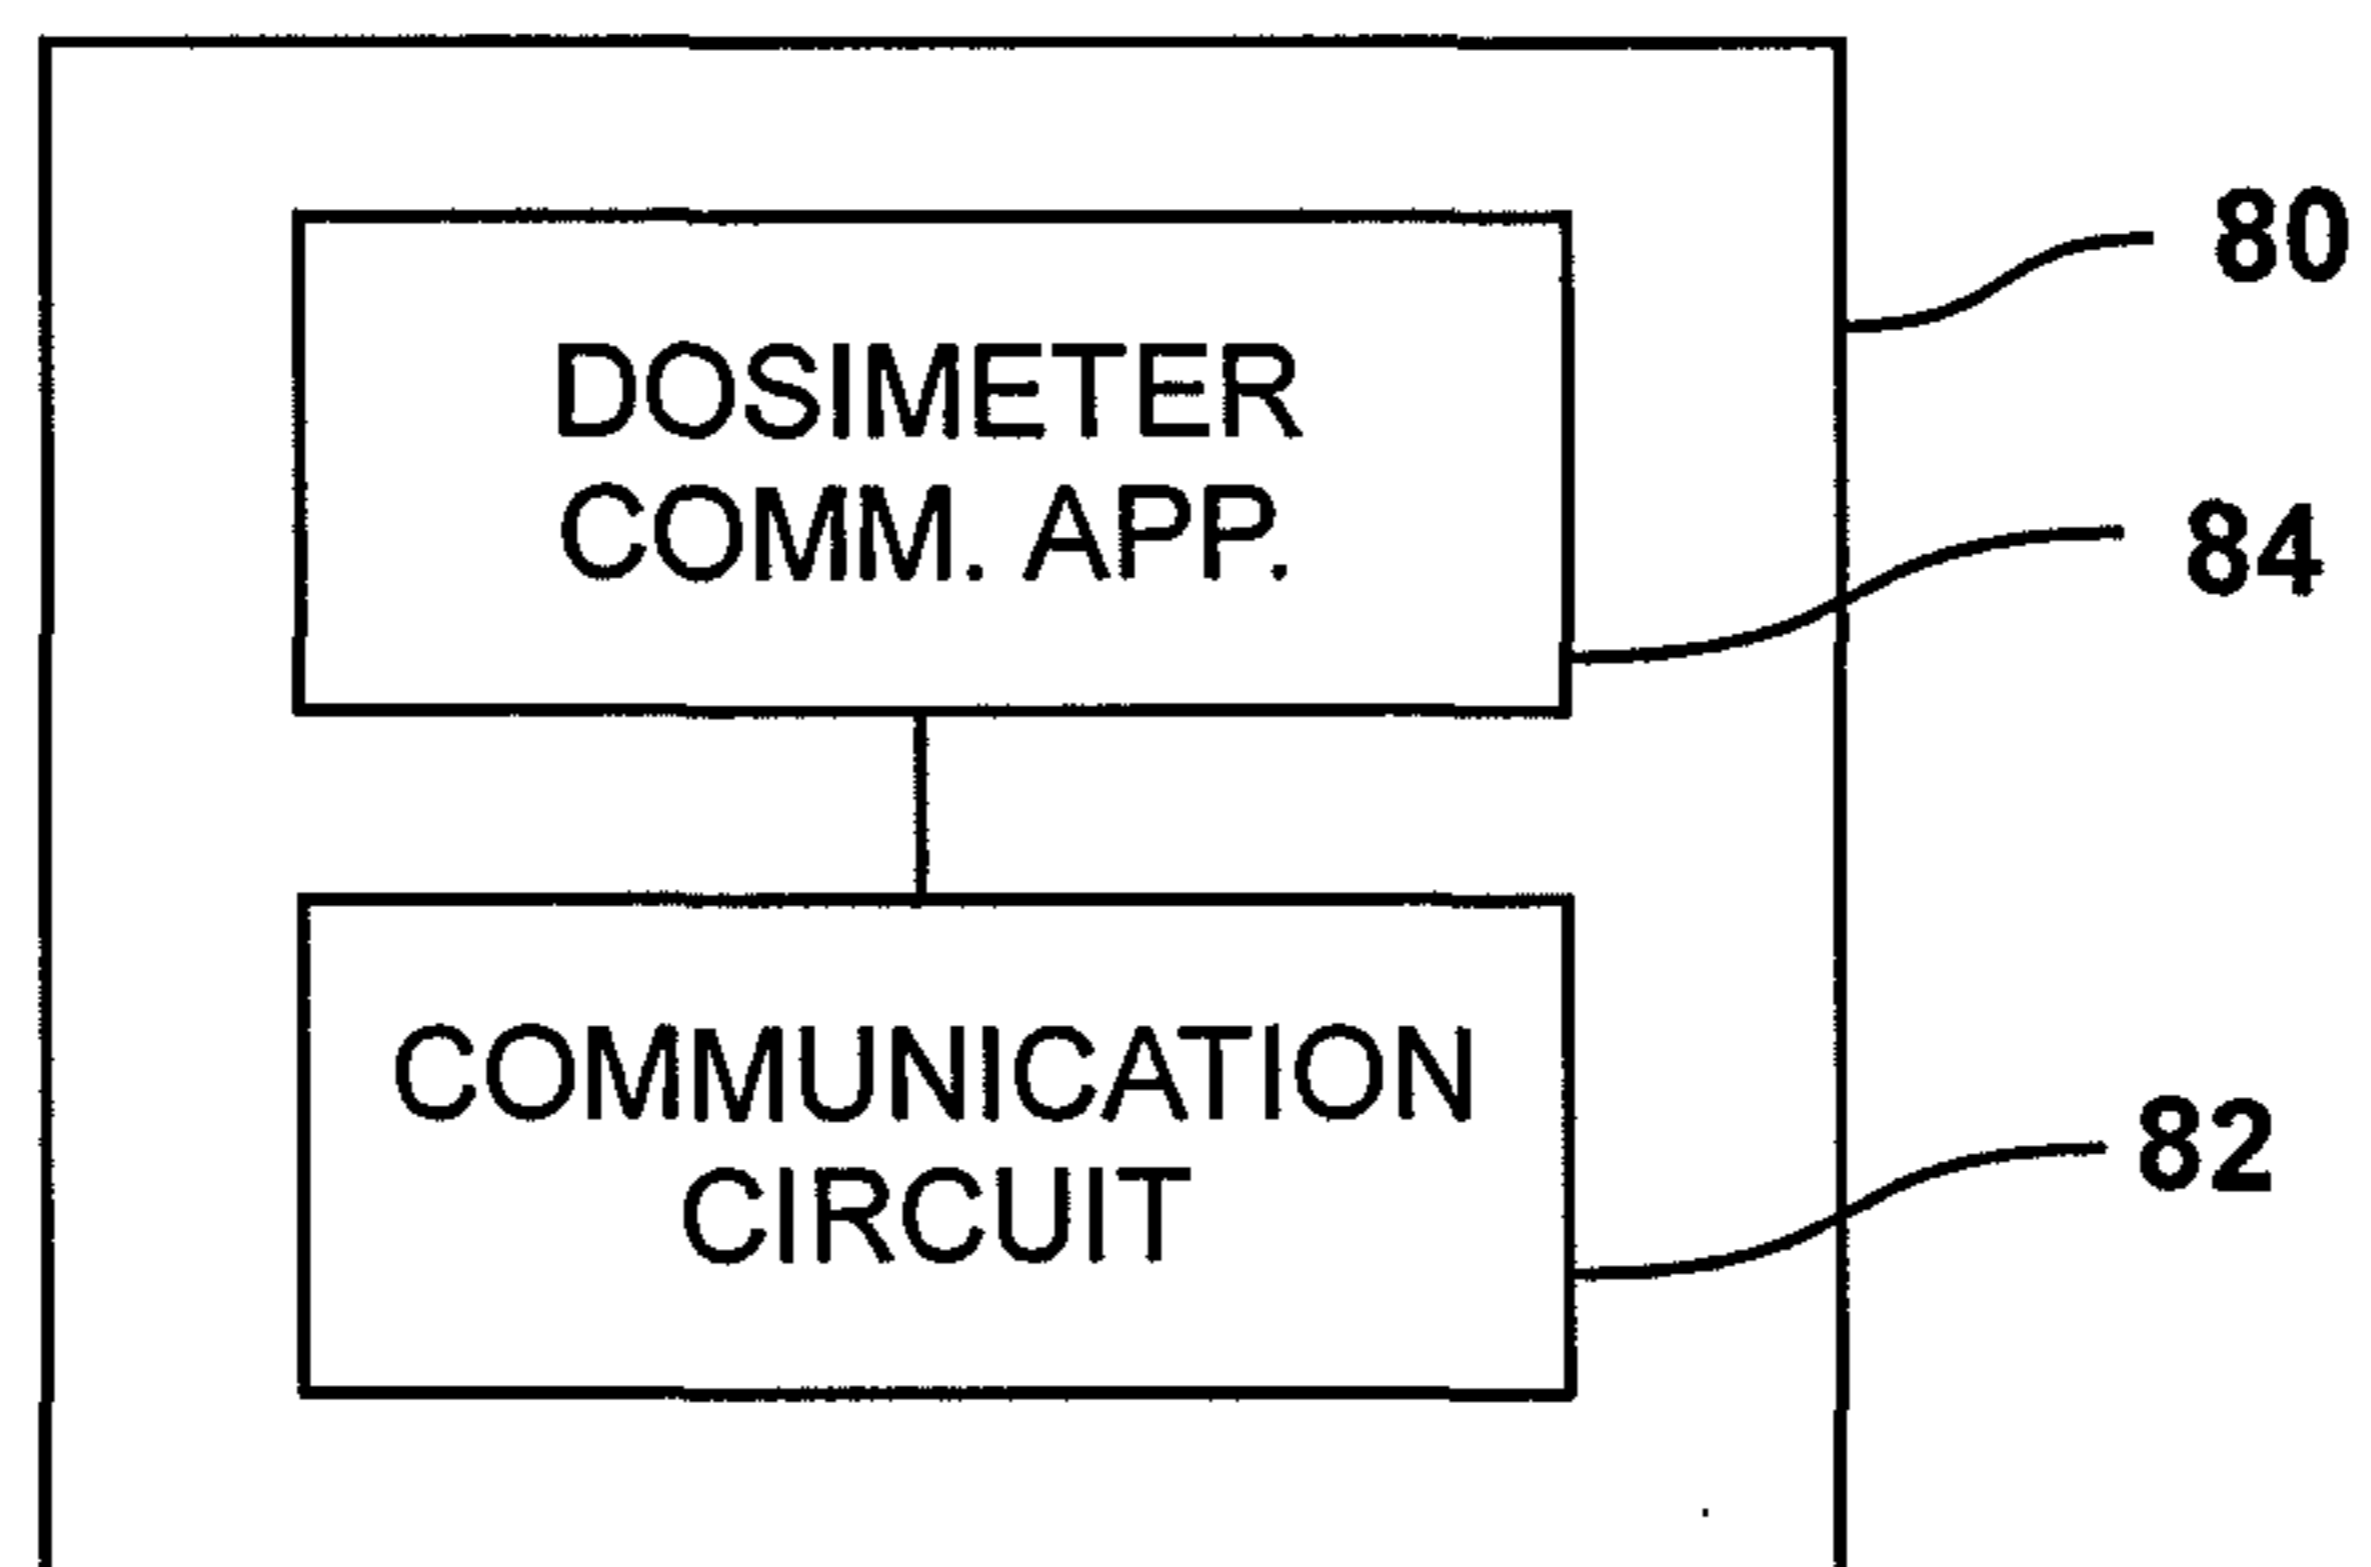 80
DOSIMETER
COMM. APP.
84
COMMUNICATION
CIRCUIT
82